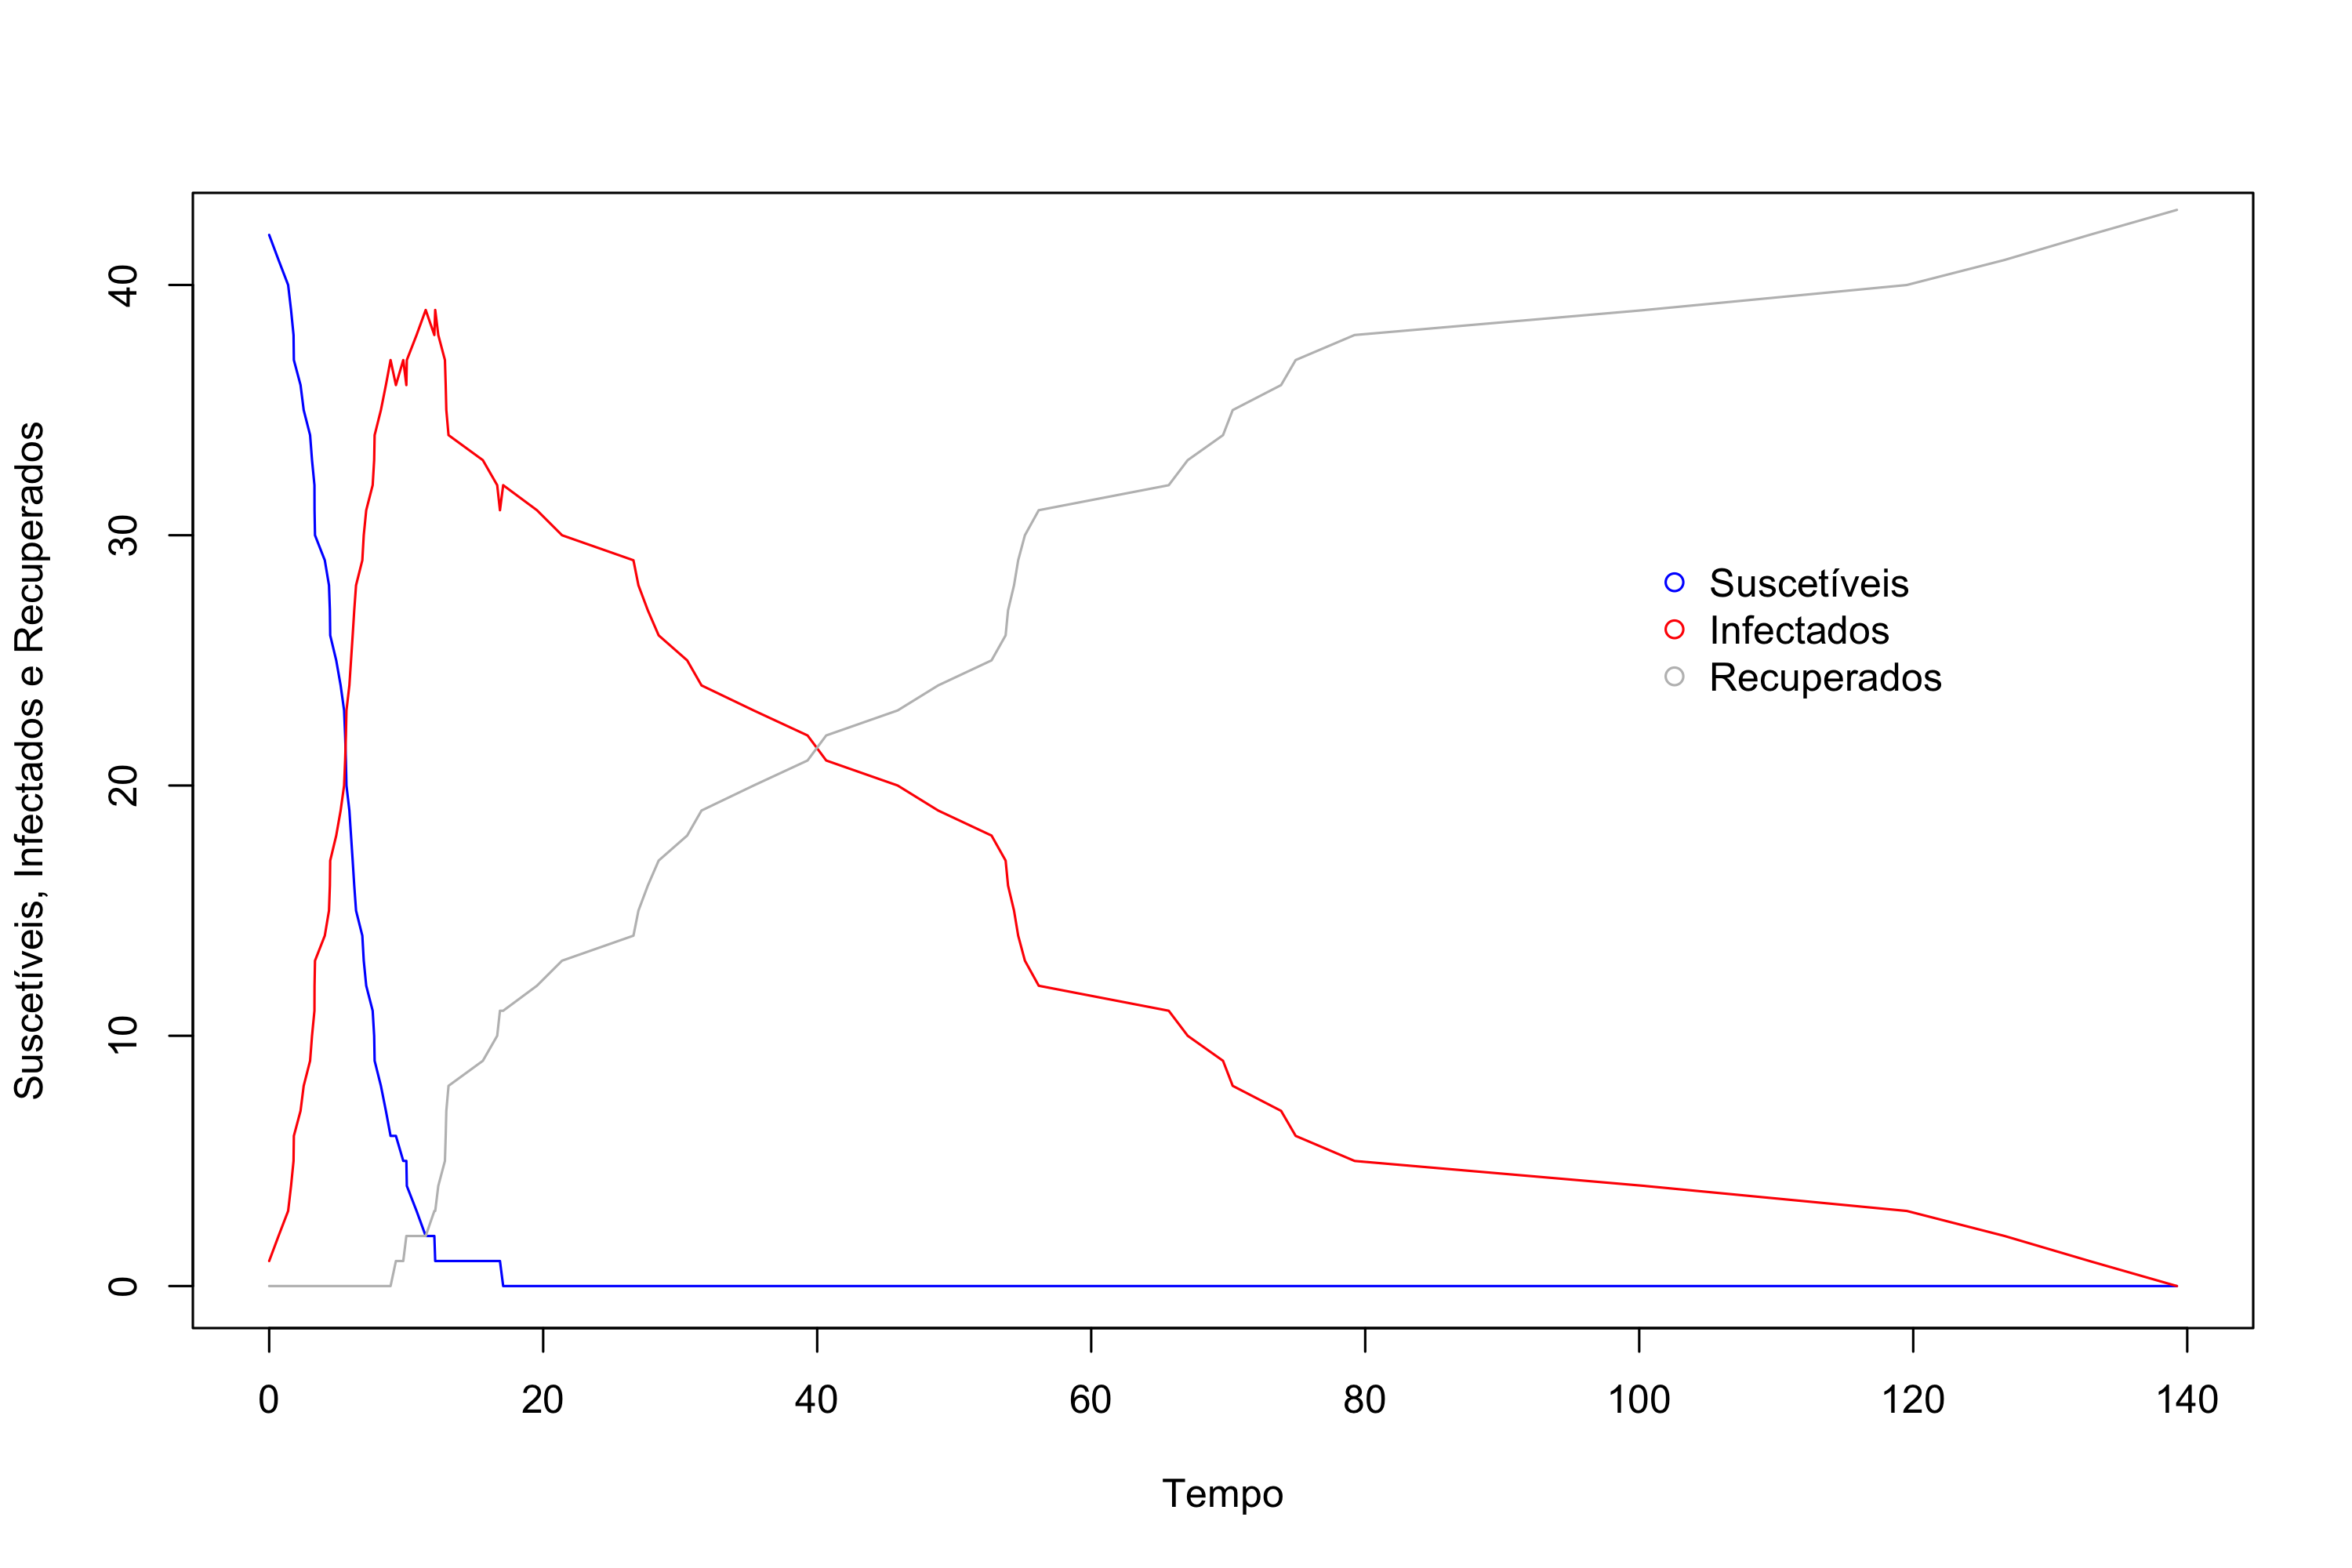 Suscetíveis, Infectados e Recuperados
40
30
20
10
0
Suscetíveis
Infectados
Recuperados
0 20 40 60 80 100 120 140
Tempo